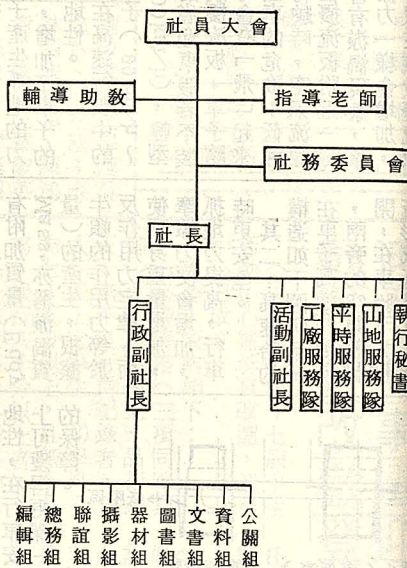 社員大會
輔導助教
指導老師
社務委員會
社長
行政副社長
活動副社長
工廠服務隊
平時服務隊
山地服務隊
執行秘書
編輯組
總務組
聯誼組
攝影組
器材組
圖書組
文書組
資料組
公關組